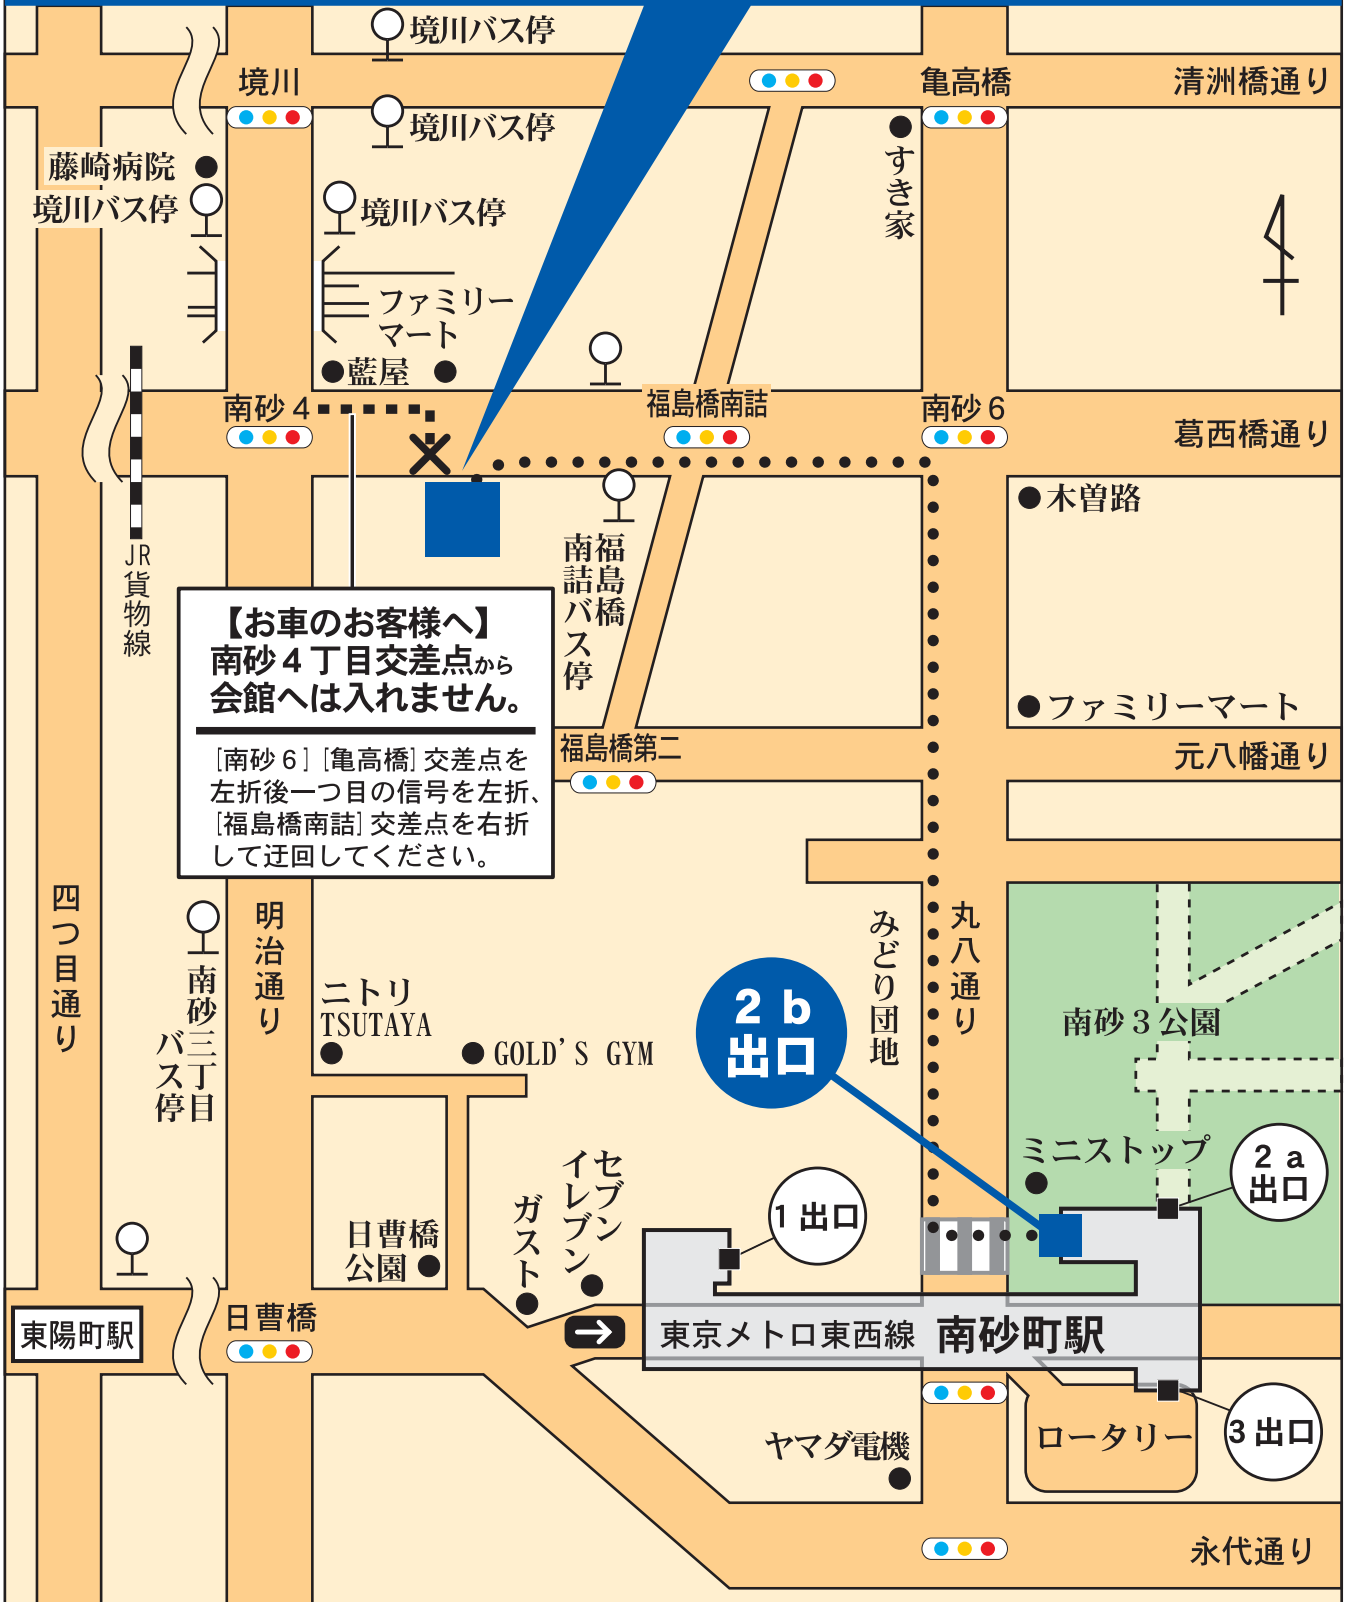 境川バス停
境川
亀高橋
清洲橋通り
境川バス停
藤崎病院
境川バス停
境川バス停
すき家
ファミリー
マート
藍屋
南砂4
福島橋南詰
南砂6
葛西橋通り
木曽路
JR貨物線
福島橋
南詰バス停
【お車のお客様へ】
南砂4丁目交差点から
会館へは入れません。
[南砂6] [亀高橋] 交差点を
左折後一つ目の信号を左折、
[福島橋南詰] 交差点を右折
して迂回してください。
ファミリーマート
福島橋第二
元八幡通り
四つ目通り
明治通り
南砂三丁目
バス停
ニトリ
TSUTAYA
GOLD'S GYM
みどり団地
丸八通り
2b
出口
南砂3公園
ミニストップ
2a
出口
セブン
イレブン
ガスト
1出口
日曹橋
公園
東陽町駅
日曹橋
→
東京メトロ東西線 南砂町駅
ヤマダ電機
ロータリー
3出口
永代通り